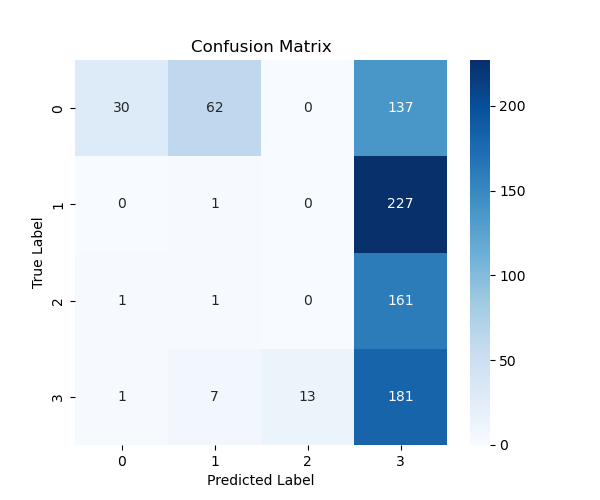 Confusion Matrix
True Label
0 30 62 0 137
1 0 1 0 227
2 1 1 0 161
3 1 7 13 181
0 1 2 3
Predicted Label
200
150
100
50
0